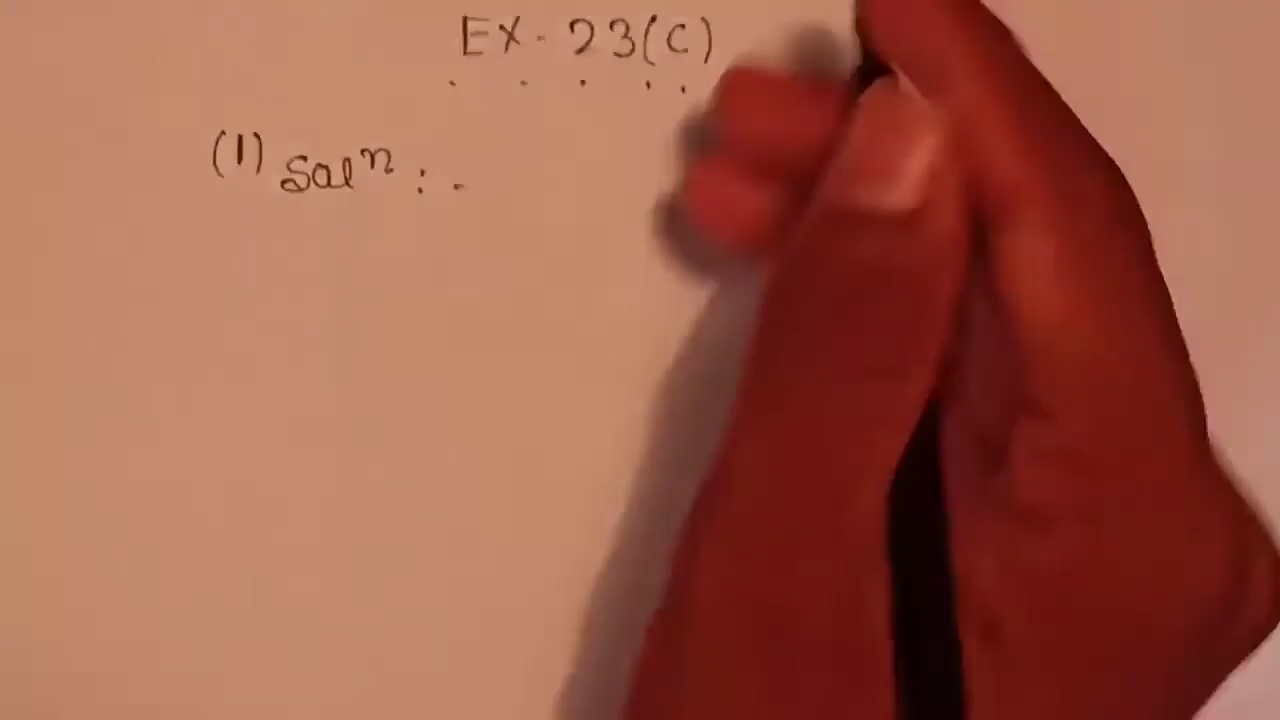 EX - 23(C)
(1) Solⁿ : -